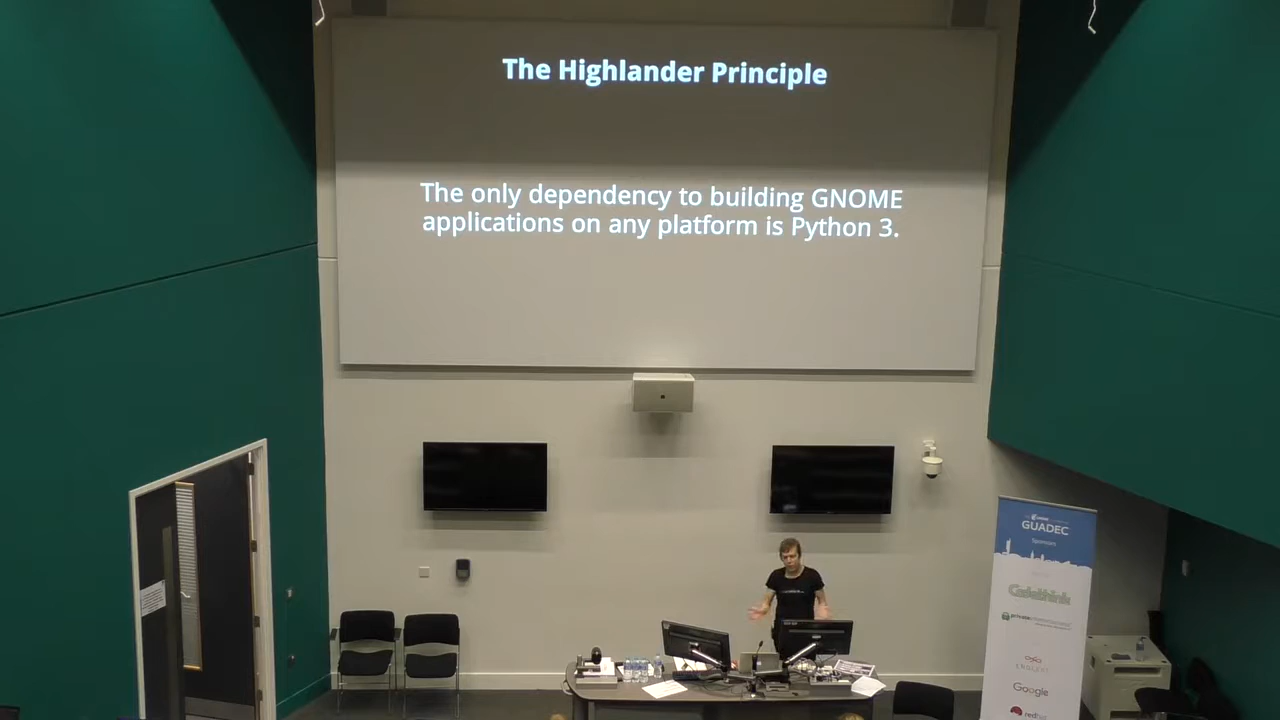 The Highlander Principle
The only dependency to building GNOME
applications on any platform is Python 3.
GUADEC
Sponsors
Codethink
Google